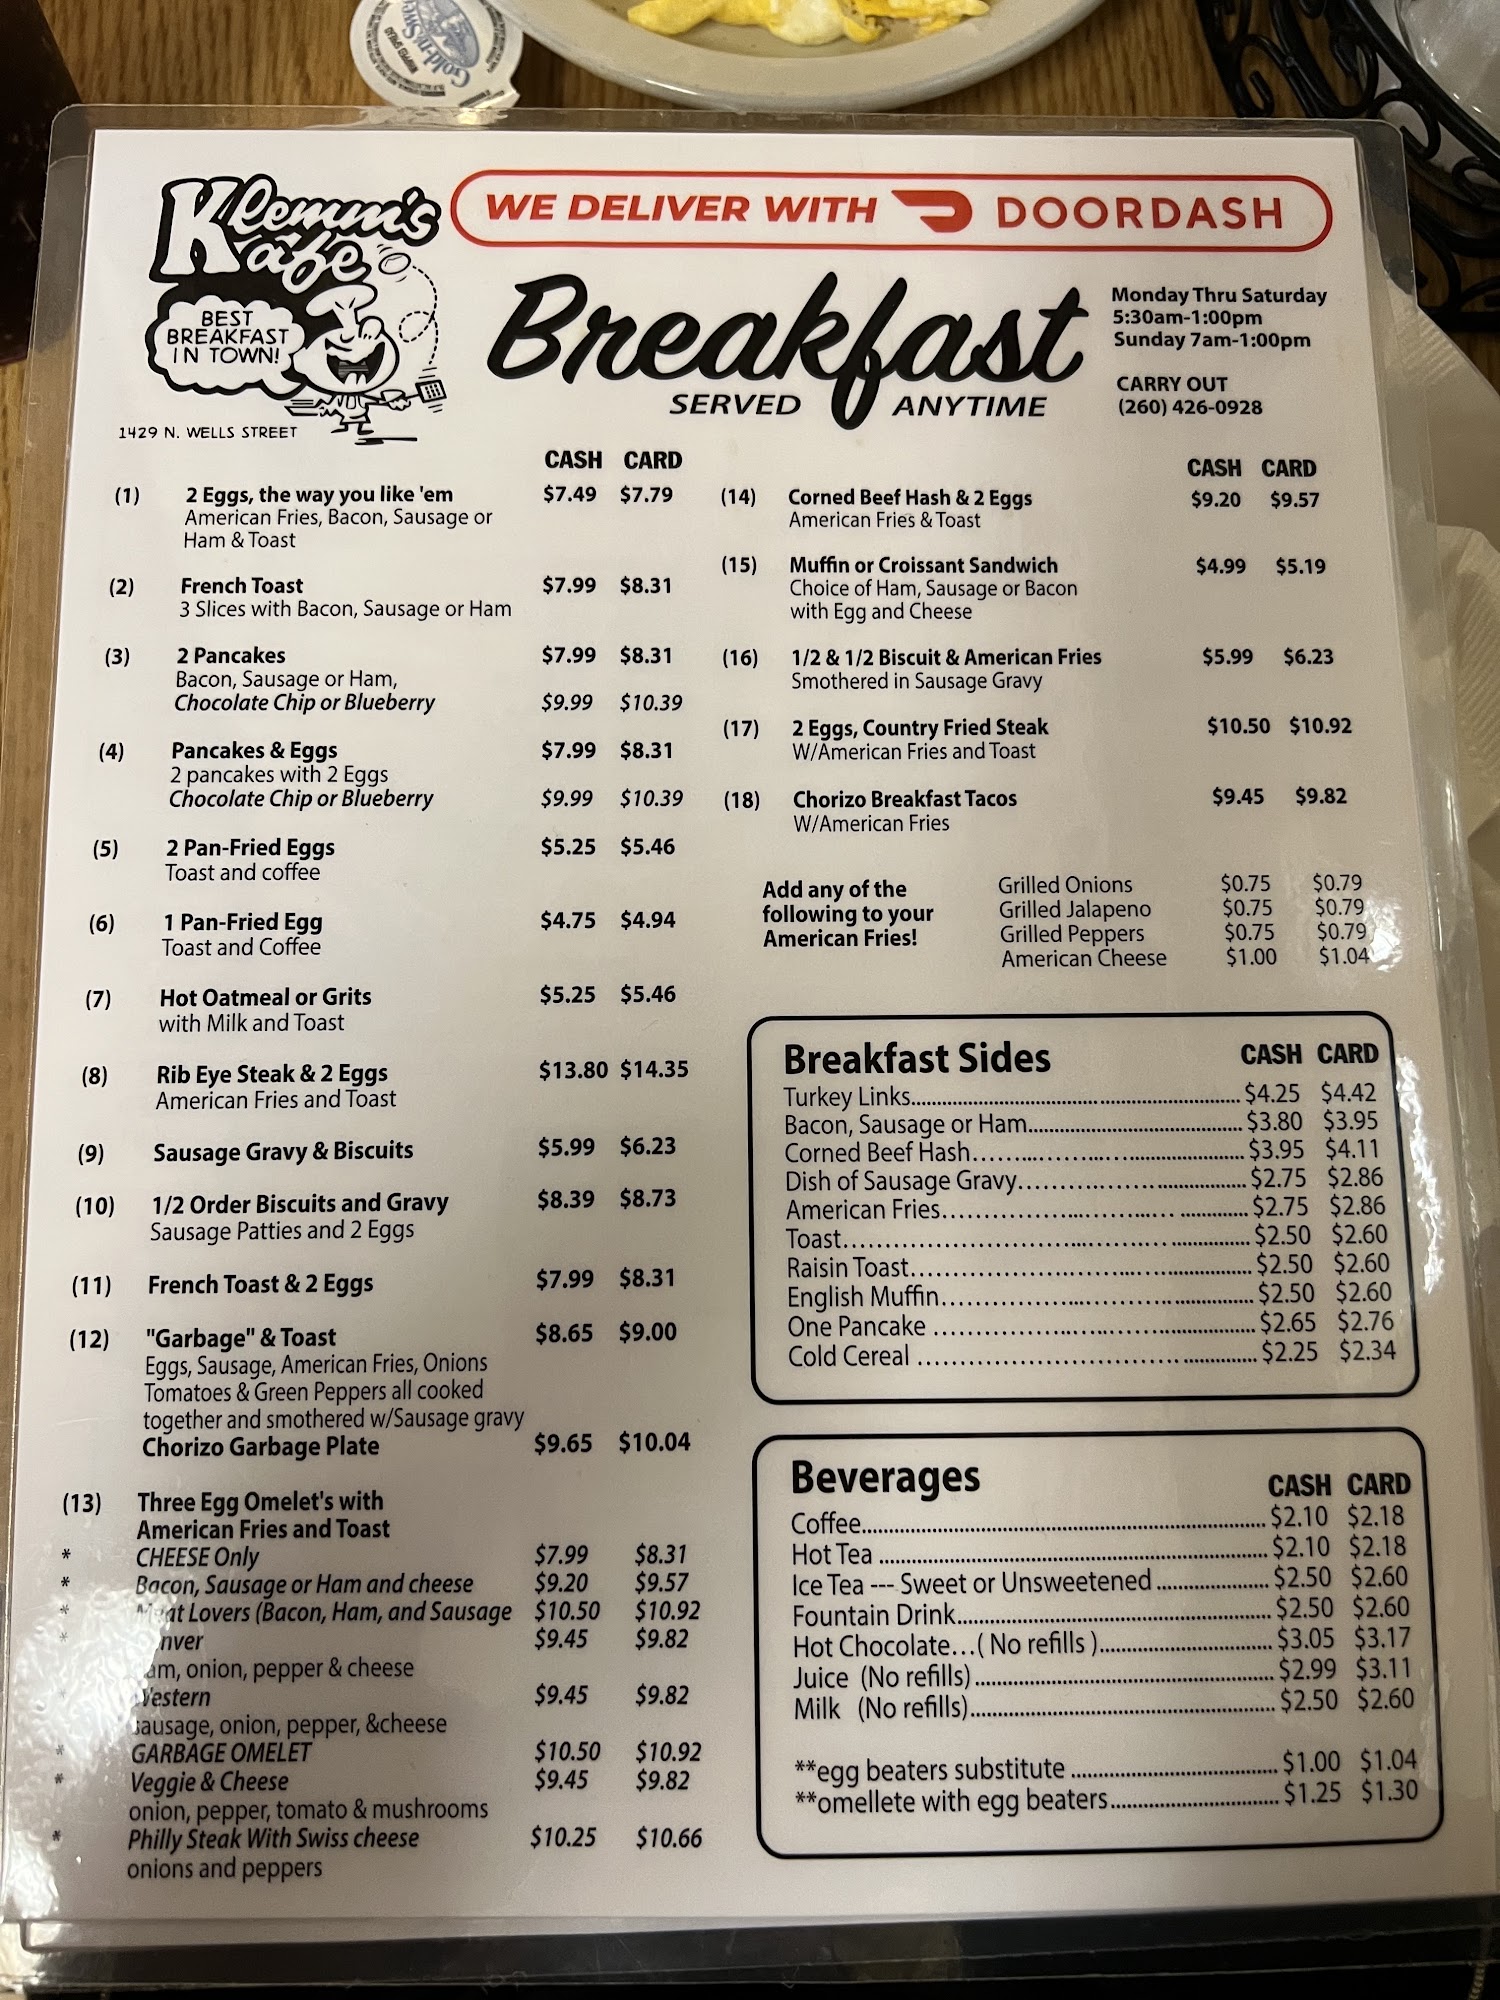 Gold-n-Swe
WHIPPED SPREAD
Klemm's
Kafe
BEST
BREAKFAST
IN TOWN!
1429 N. WELLS STREET
WE DELIVER WITH DOORDASH
Breakfast
SERVED ANYTIME
Monday Thru Saturday
5:30am-1:00pm
Sunday 7am-1:00pm
CARRY OUT
(260) 426-0928
CASH CARD
(1) 2 Eggs, the way you like 'em $7.49 $7.79
American Fries, Bacon, Sausage or
Ham & Toast
(2) French Toast $7.99 $8.31
3 Slices with Bacon, Sausage or Ham
(3) 2 Pancakes $7.99 $8.31
Bacon, Sausage or Ham,
Chocolate Chip or Blueberry $9.99 $10.39
(4) Pancakes & Eggs $7.99 $8.31
2 pancakes with 2 Eggs
Chocolate Chip or Blueberry $9.99 $10.39
(5) 2 Pan-Fried Eggs $5.25 $5.46
Toast and coffee
(6) 1 Pan-Fried Egg $4.75 $4.94
Toast and Coffee
(7) Hot Oatmeal or Grits $5.25 $5.46
with Milk and Toast
(8) Rib Eye Steak & 2 Eggs $13.80 $14.35
American Fries and Toast
(9) Sausage Gravy & Biscuits $5.99 $6.23
(10) 1/2 Order Biscuits and Gravy $8.39 $8.73
Sausage Patties and 2 Eggs
(11) French Toast & 2 Eggs $7.99 $8.31
(12) "Garbage" & Toast $8.65 $9.00
Eggs, Sausage, American Fries, Onions
Tomatoes & Green Peppers all cooked
together and smothered w/Sausage gravy
Chorizo Garbage Plate $9.65 $10.04
(13) Three Egg Omelet's with
American Fries and Toast
* CHEESE Only $7.99 $8.31
* Bacon, Sausage or Ham and cheese $9.20 $9.57
* Meat Lovers (Bacon, Ham, and Sausage $10.50 $10.92
* nver $9.45 $9.82
am, onion, pepper & cheese
* Western $9.45 $9.82
sausage, onion, pepper, &cheese
* GARBAGE OMELET $10.50 $10.92
* Veggie & Cheese $9.45 $9.82
onion, pepper, tomato & mushrooms
* Philly Steak With Swiss cheese $10.25 $10.66
onions and peppers
CASH CARD
(14) Corned Beef Hash & 2 Eggs $9.20 $9.57
American Fries & Toast
(15) Muffin or Croissant Sandwich $4.99 $5.19
Choice of Ham, Sausage or Bacon
with Egg and Cheese
(16) 1/2 & 1/2 Biscuit & American Fries $5.99 $6.23
Smothered in Sausage Gravy
(17) 2 Eggs, Country Fried Steak $10.50 $10.92
W/American Fries and Toast
(18) Chorizo Breakfast Tacos $9.45 $9.82
W/American Fries
Add any of the
following to your
American Fries!
Grilled Onions $0.75 $0.79
Grilled Jalapeno $0.75 $0.79
Grilled Peppers $0.75 $0.79
American Cheese $1.00 $1.04
Breakfast Sides CASH CARD
Turkey Links $4.25 $4.42
Bacon, Sausage or Ham $3.80 $3.95
Corned Beef Hash $3.95 $4.11
Dish of Sausage Gravy $2.75 $2.86
American Fries $2.75 $2.86
Toast $2.50 $2.60
Raisin Toast $2.50 $2.60
English Muffin $2.50 $2.60
One Pancake $2.65 $2.76
Cold Cereal $2.25 $2.34
Beverages CASH CARD
Coffee $2.10 $2.18
Hot Tea $2.10 $2.18
Ice Tea --- Sweet or Unsweetened $2.50 $2.60
Fountain Drink $2.50 $2.60
Hot Chocolate...( No refills ) $3.05 $3.17
Juice (No refills) $2.99 $3.11
Milk (No refills) $2.50 $2.60
**egg beaters substitute $1.00 $1.04
**omellete with egg beaters $1.25 $1.30